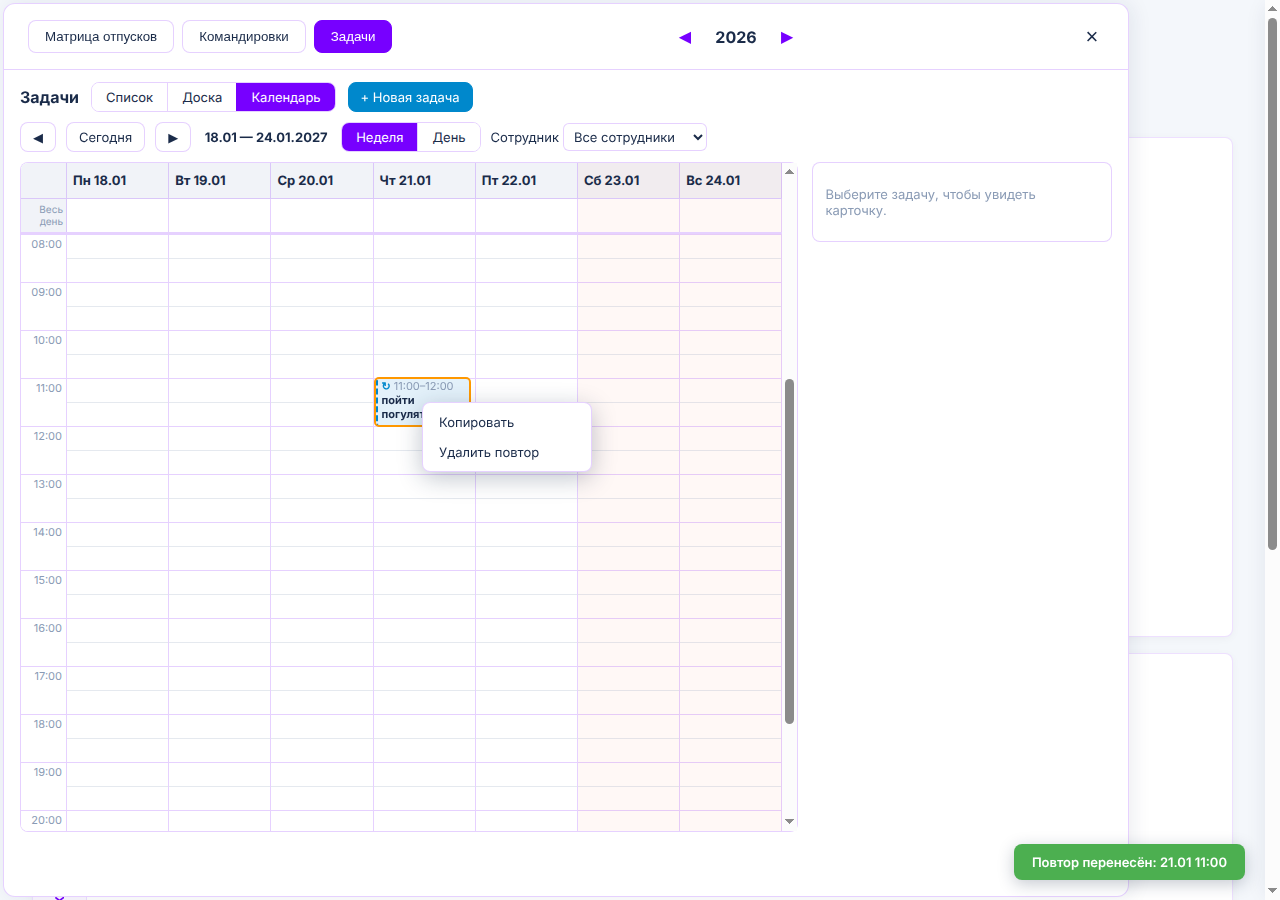 Матрица отпусков
Командировки
Задачи
◀ 2026 ▶
×
Задачи
Список
Доска
Календарь
+ Новая задача
◀
Сегодня
▶
18.01 — 24.01.2027
Неделя
День
Сотрудник
Все сотрудники
Пн 18.01
Вт 19.01
Ср 20.01
Чт 21.01
Пт 22.01
Сб 23.01
Вс 24.01
Весь
день
08:00
09:00
10:00
11:00
12:00
13:00
14:00
15:00
16:00
17:00
18:00
19:00
20:00
↻ 11:00–12:00
пойти
Копировать
Удалить повтор
Выберите задачу, чтобы увидеть
карточку.
Повтор перенесён: 21.01 11:00